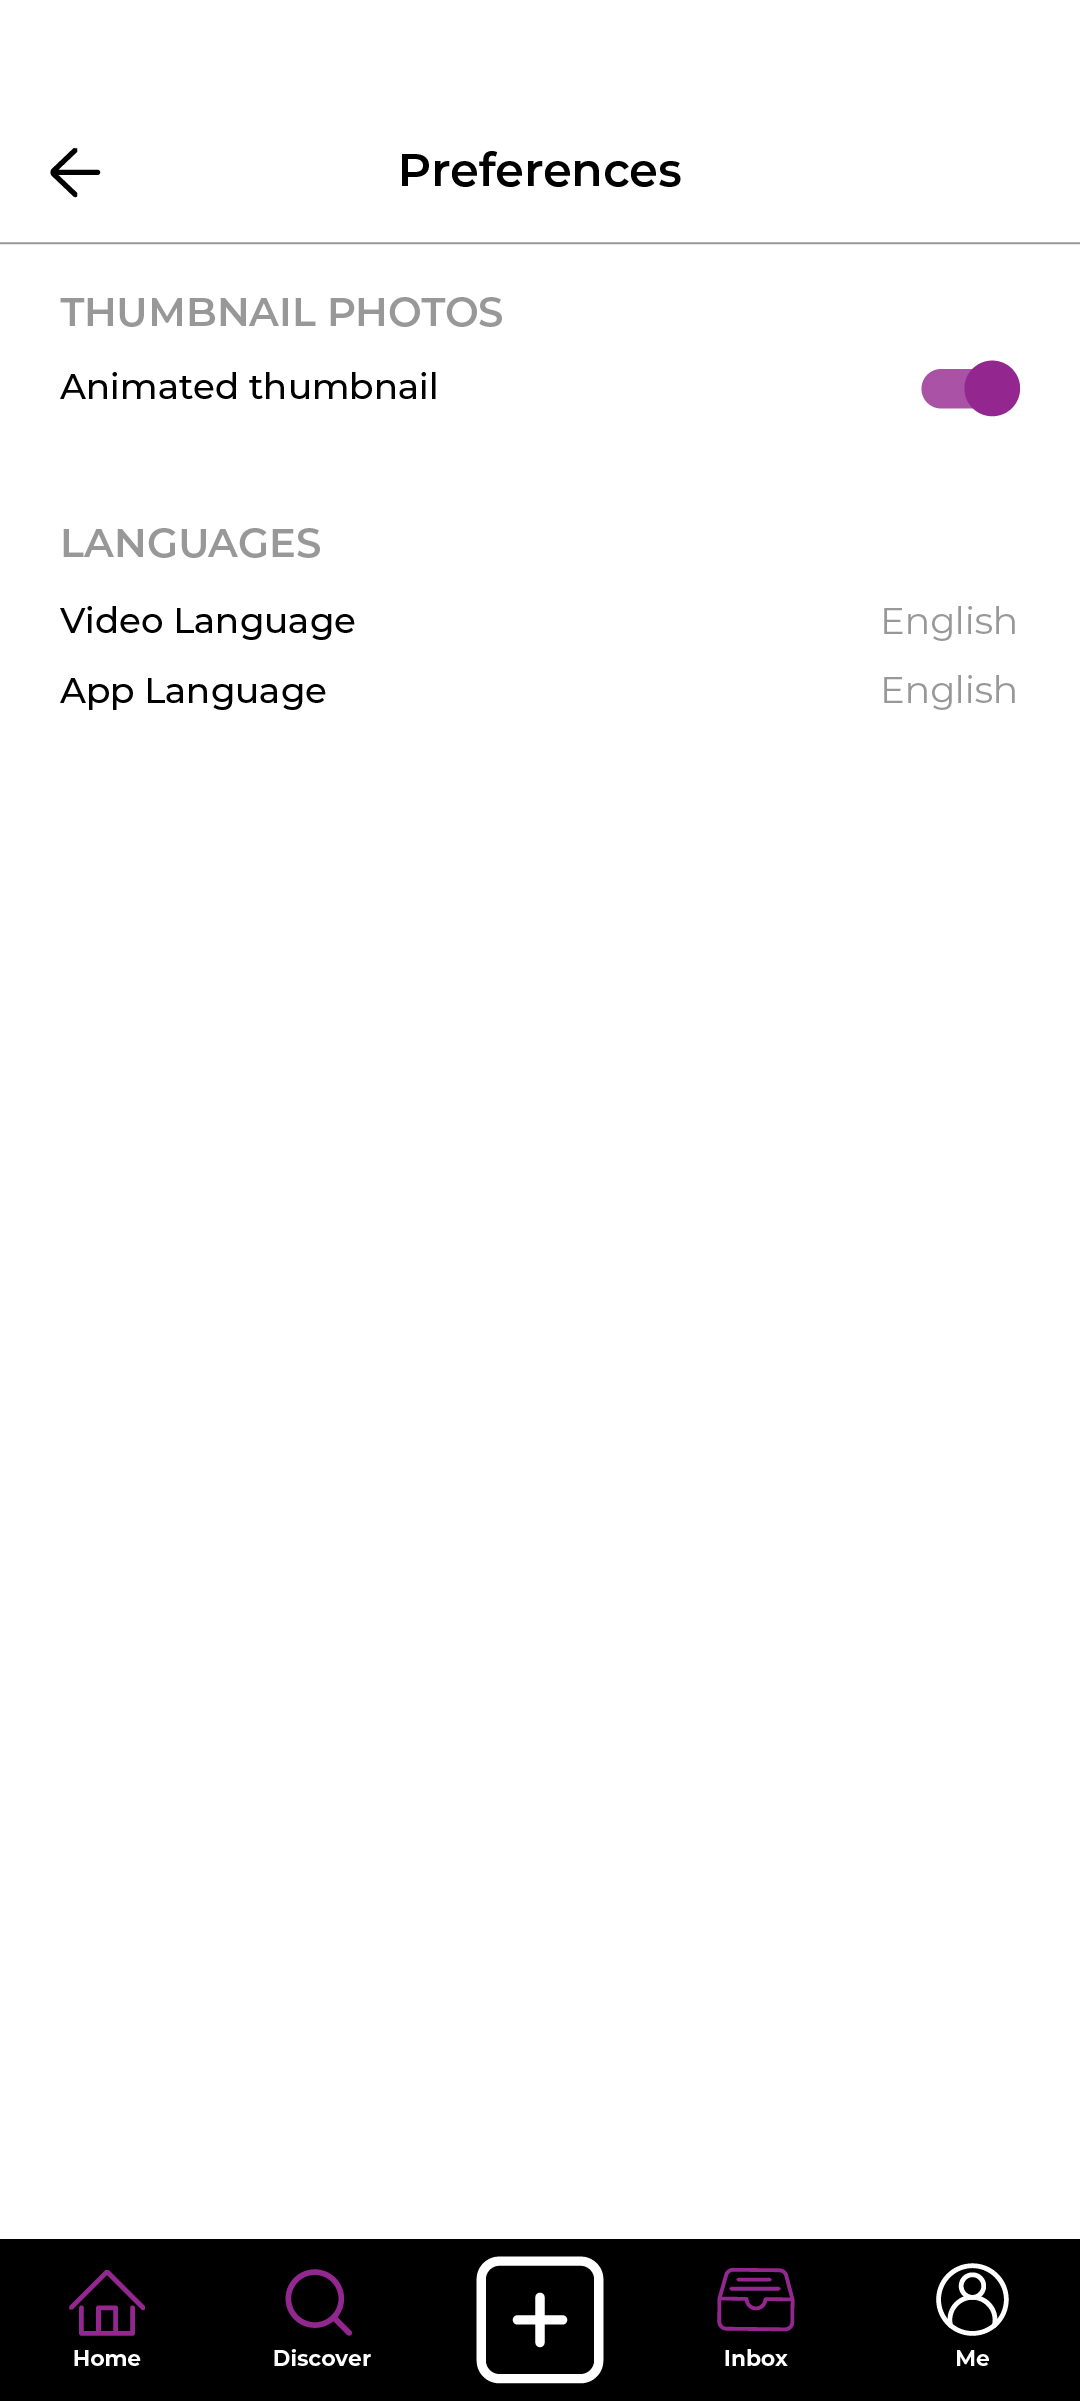 Preferences
THUMBNAIL PHOTOS
Animated thumbnail
LANGUAGES
Video Language English
App Language English
Home Discover Inbox Me